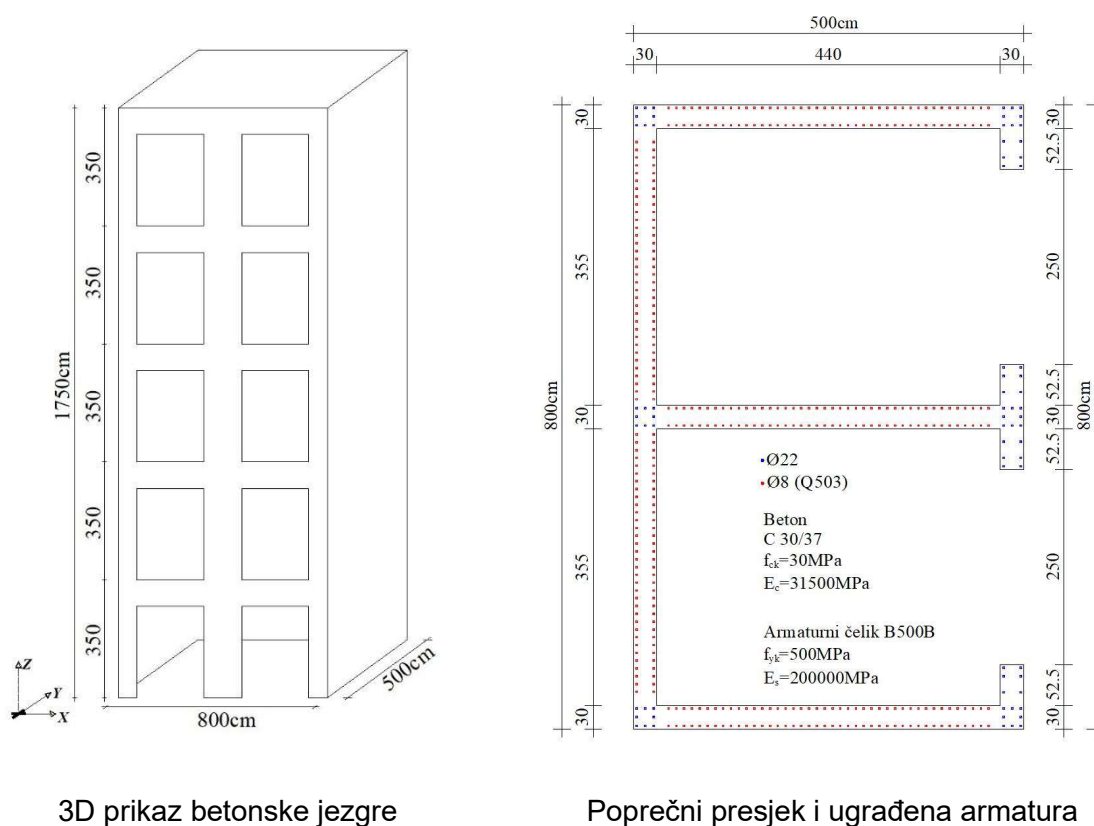 350
350
350
350
350
1750cm
800cm
500cm
Z
Y
X
3D prikaz betonske jezgre
500cm
30
440
30
30
355
30
355
30
800cm
30
52.5
250
52.5
30
52.5
250
52.5
30
800cm
Ø22
Ø8 (Q503)
Beton
C 30/37
fck=30MPa
Ec=31500MPa
Armaturni čelik B500B
fyk=500MPa
Es=200000MPa
Poprečni presjek i ugrađena armatura